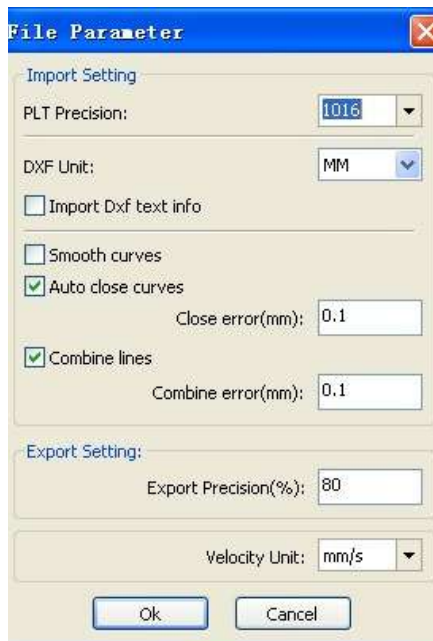 File Parameter
Import Setting
PLT Precision: 1016
DXF Unit: MM
Import Dxf text info
Smooth curves
Auto close curves
Close error(mm): 0.1
Combine lines
Combine error(mm): 0.1
Export Setting:
Export Precision(%): 80
Velocity Unit: mm/s
Ok Cancel